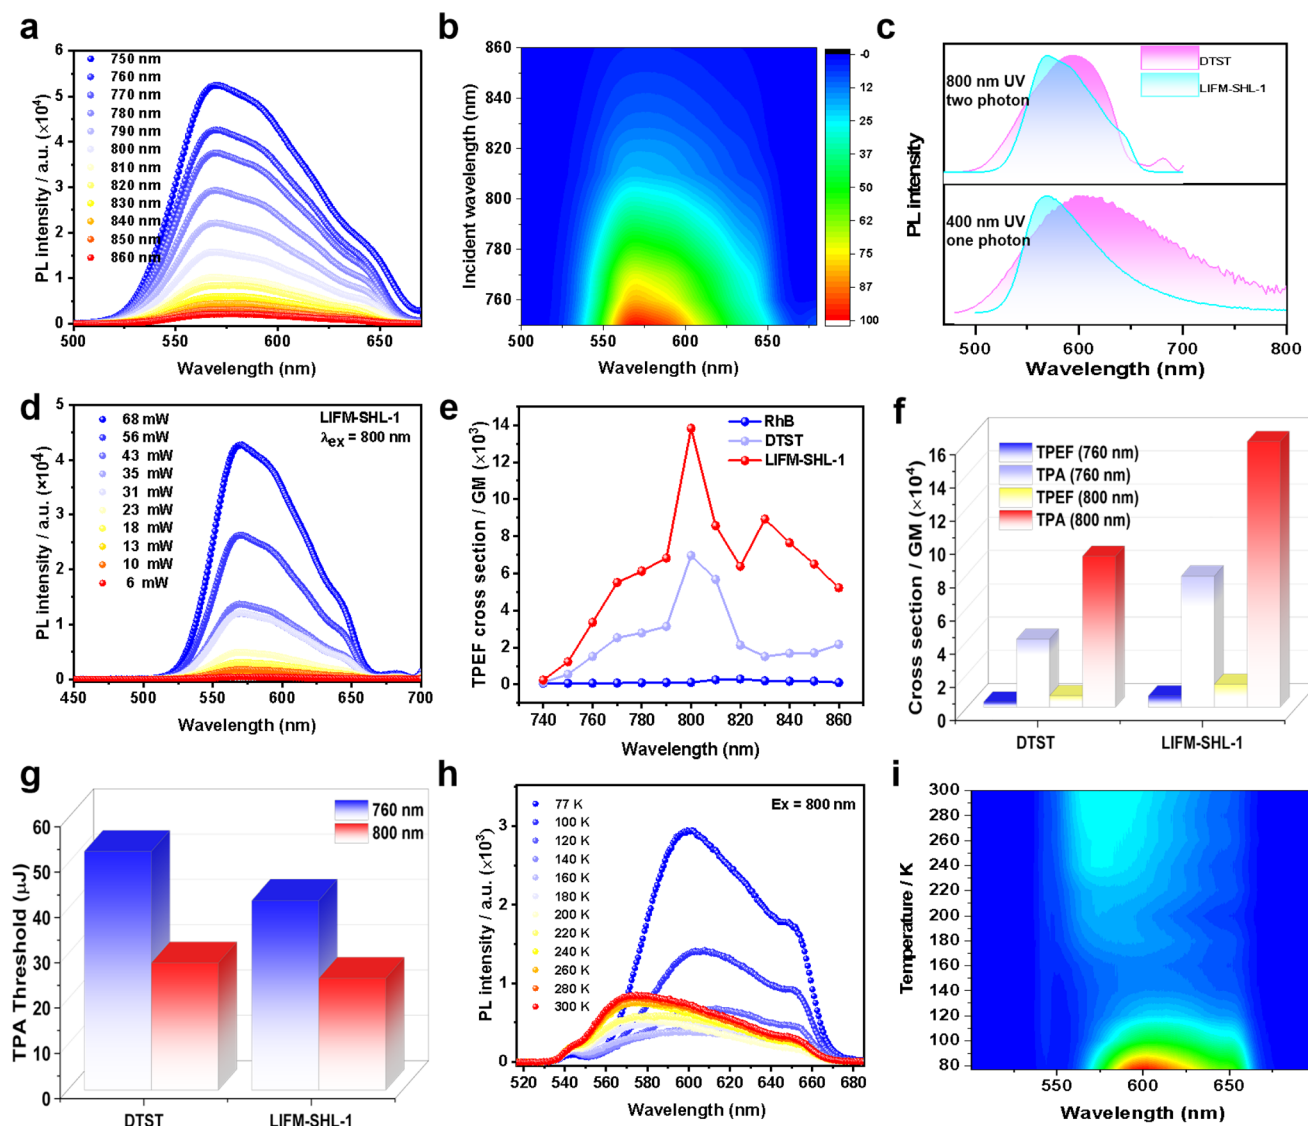 a
6
5
4
3
2
1
0
PL intensity / a.u. (×10⁴)
750 nm
760 nm
770 nm
780 nm
790 nm
800 nm
810 nm
820 nm
830 nm
840 nm
850 nm
860 nm
500 550 600 650
Wavelength (nm)
b
860
840
820
800
780
760
Incident wavelength (nm)
500 550 600 650
Wavelength (nm)
-0
-12
-25
-37
50
62
75
87
100
c
PL intensity
800 nm UV
two photon
DTST
LIFM-SHL-1
400 nm UV
one photon
500 600 700 800
Wavelength (nm)
d
5
4
3
2
1
0
PL intensity / a.u. (×10⁴)
68 mW
56 mW
43 mW
35 mW
31 mW
23 mW
18 mW
13 mW
10 mW
6 mW
LIFM-SHL-1
λex = 800 nm
450 500 550 600 650 700
Wavelength (nm)
e
14
12
10
8
6
4
2
0
TPEF cross section / GM (×10³)
RhB
DTST
LIFM-SHL-1
740 760 780 800 820 840 860
Wavelength (nm)
f
16
14
12
10
8
6
4
2
0
Cross section / GM (×10⁴)
TPEF (760 nm)
TPA (760 nm)
TPEF (800 nm)
TPA (800 nm)
DTST LIFM-SHL-1
g
60
50
40
30
20
10
0
TPA Threshold (μJ)
760 nm
800 nm
DTST LIFM-SHL-1
h
3
2
1
0
PL intensity / a.u. (×10³)
77 K
100 K
120 K
140 K
160 K
180 K
200 K
220 K
240 K
260 K
280 K
300 K
Ex = 800 nm
520 540 560 580 600 620 640 660 680
Wavelength (nm)
i
300
280
260
240
220
200
180
160
140
120
100
80
Temperature / K
550 600 650
Wavelength (nm)